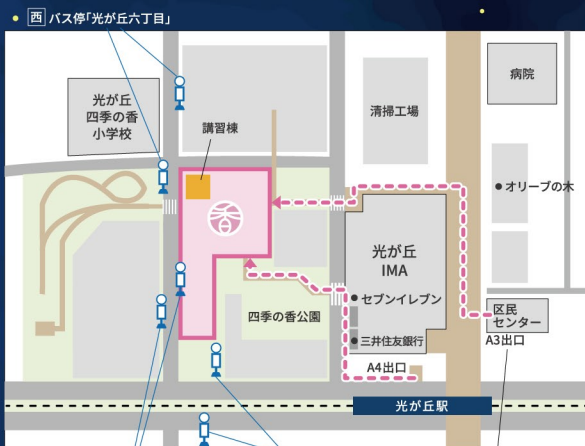 西 バス停「光が丘六丁目」
光が丘
四季の香
小学校
講習棟
清掃工場
病院
オリーブの木
香
光が丘
IMA
セブンイレブン
三井住友銀行
四季の香公園
区民
センター
A3出口
A4出口
光が丘駅